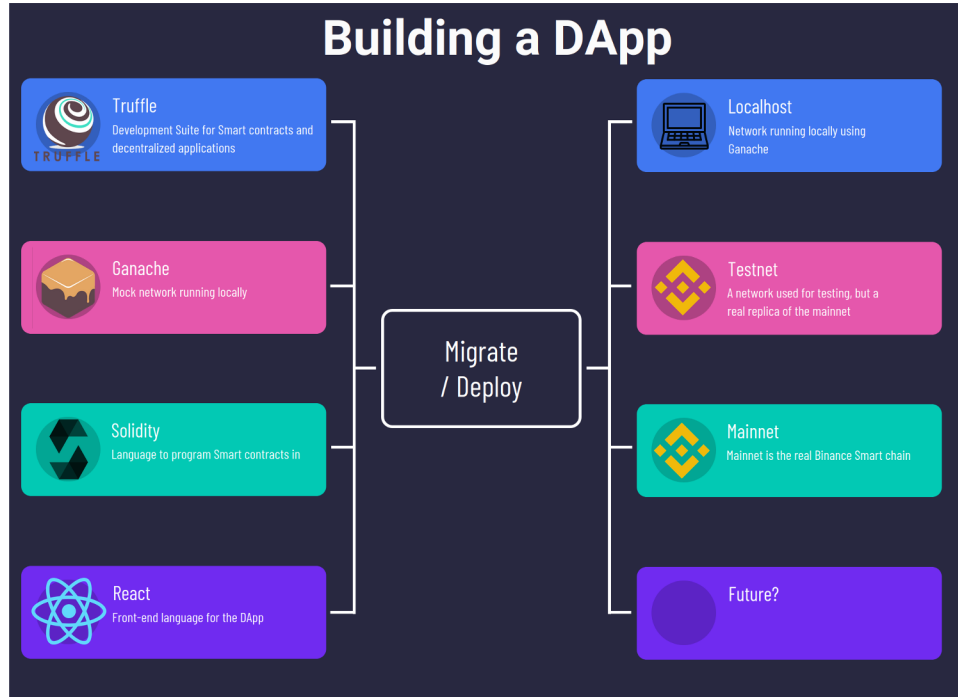 Building a DApp
Truffle
Development Suite for Smart contracts and
decentralized applications
TRUFFLE
Ganache
Mock network running locally
Solidity
Language to program Smart contracts in
React
Front-end language for the DApp
Migrate
/ Deploy
Localhost
Network running locally using
Ganache
Testnet
A network used for testing, but a
real replica of the mainnet
Mainnet
Mainnet is the real Binance Smart chain
Future?